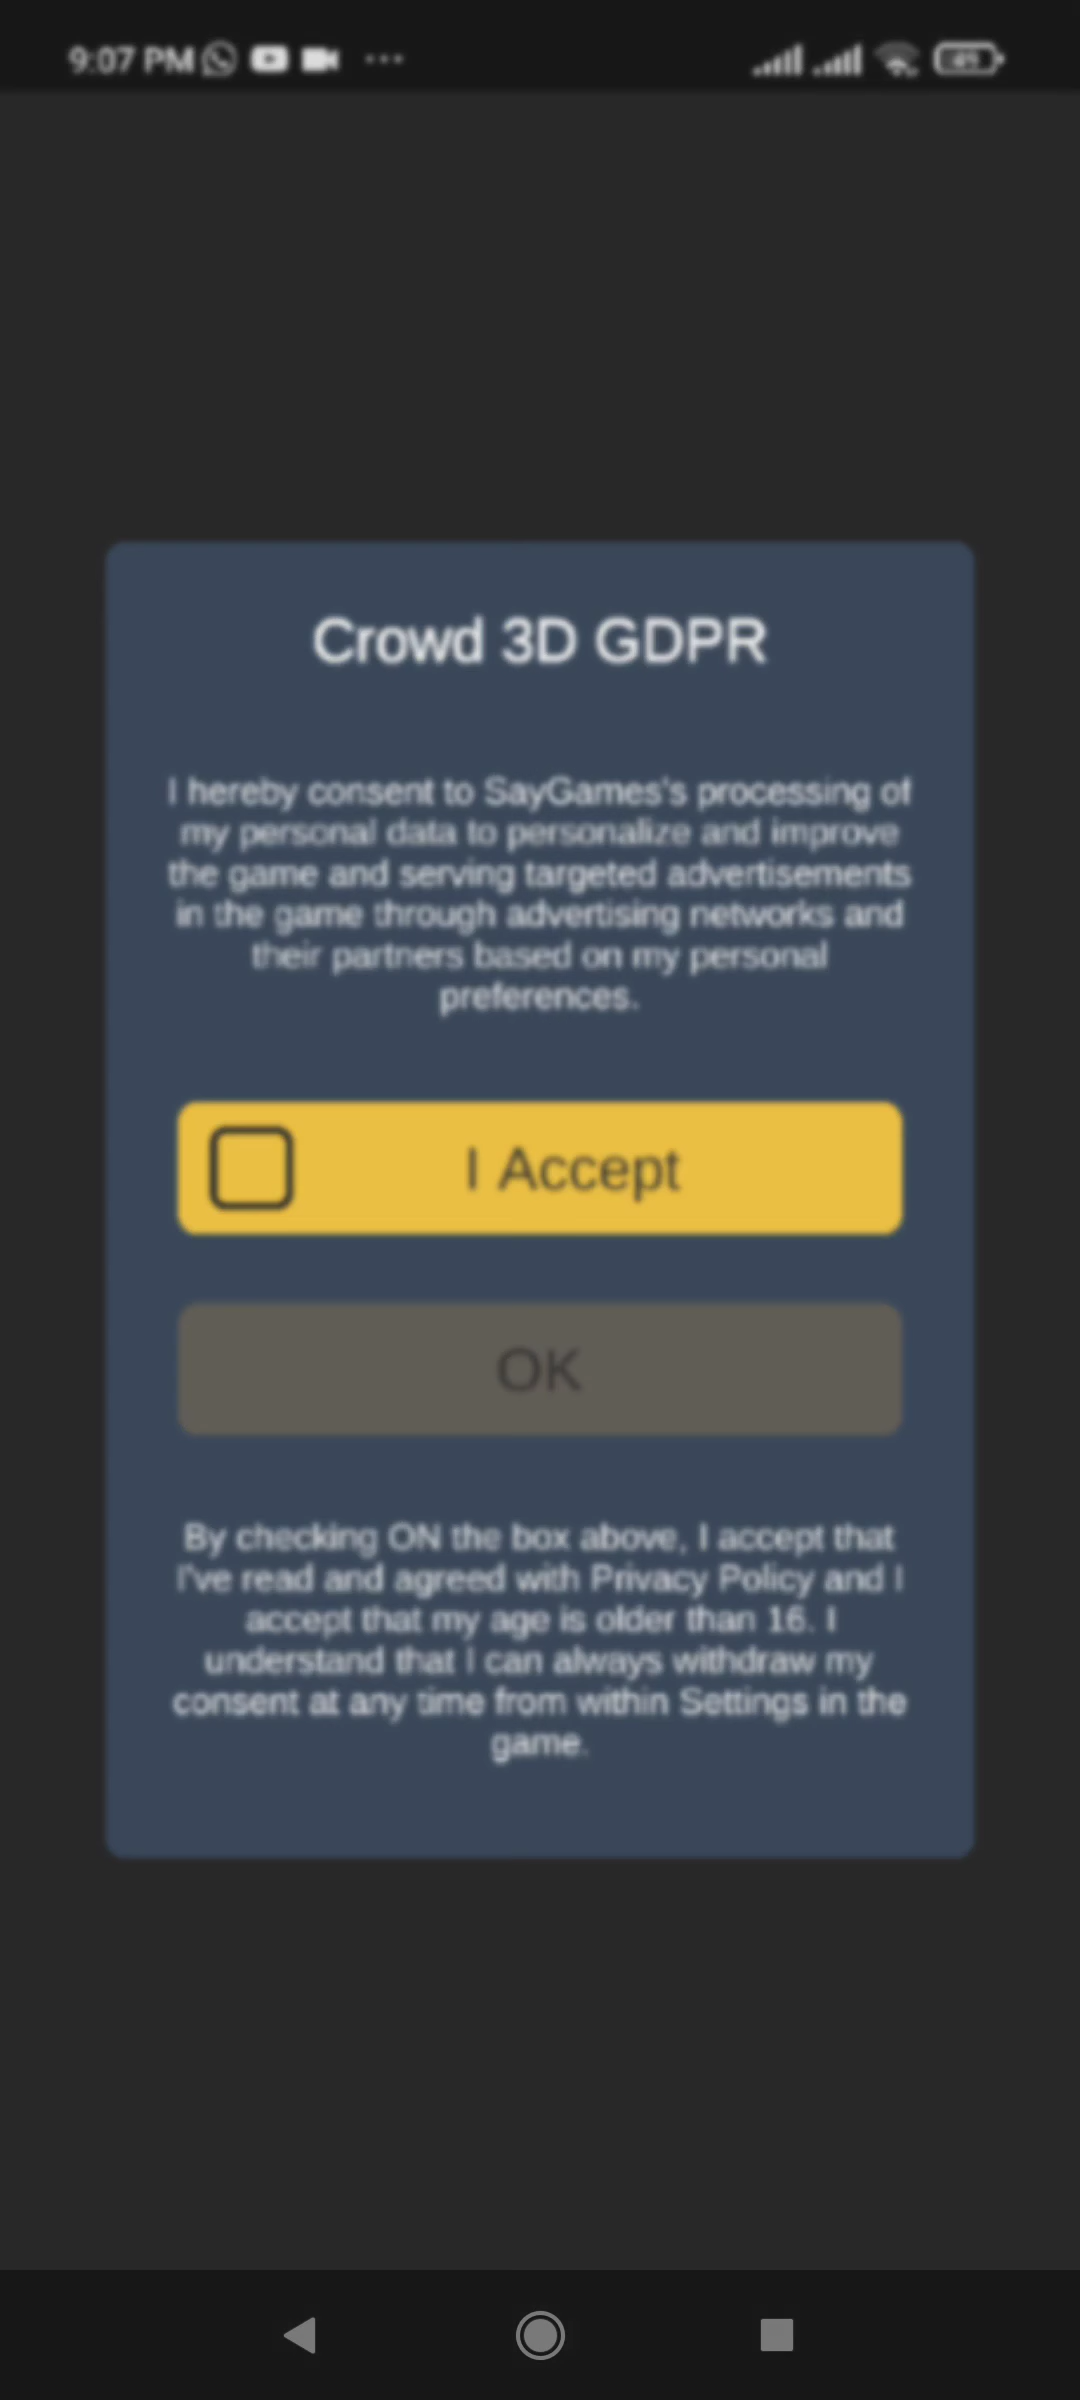 9:07 PM
Crowd 3D GDPR
I hereby consent to SayGames's processing of
my personal data to personalize and improve
the game and serving targeted advertisements
in the game through advertising networks and
their partners based on my personal
preferences.
I Accept
OK
By checking ON the box above, I accept that
I've read and agreed with Privacy Policy and I
accept that my age is older than 16. I
understand that I can always withdraw my
consent at any time from within Settings in the
game.